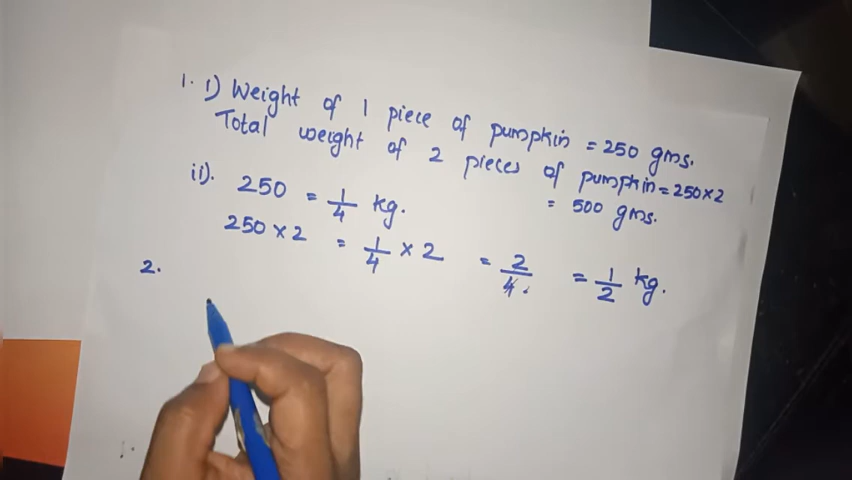 1. i) Weight of 1 piece of pumpkin = 250 gms.
Total weight of 2 pieces of pumpkin = 250 × 2
= 500 gms.
ii). 250 = 1/4 kg.
250 × 2 = 1/4 × 2 = 2/4 = 1/2 kg.
2.